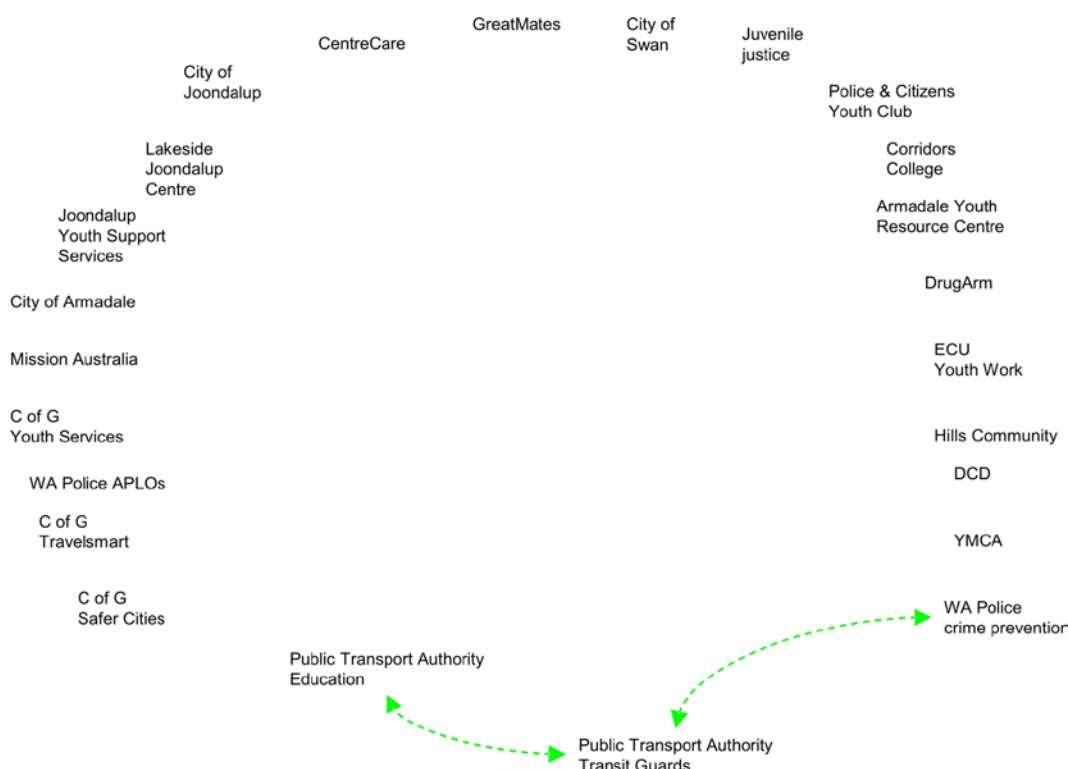 GreatMates
City of
Swan
Juvenile
justice
CentreCare
City of
Joondalup
Police & Citizens
Youth Club
Lakeside
Joondalup
Centre
Corridors
College
Joondalup
Youth Support
Services
Armadale Youth
Resource Centre
City of Armadale
DrugArm
Mission Australia
ECU
Youth Work
C of G
Youth Services
Hills Community
WA Police APLOs
DCD
C of G
Travelsmart
YMCA
C of G
Safer Cities
WA Police
crime prevention
Public Transport Authority
Education
Public Transport Authority
Transit Guards